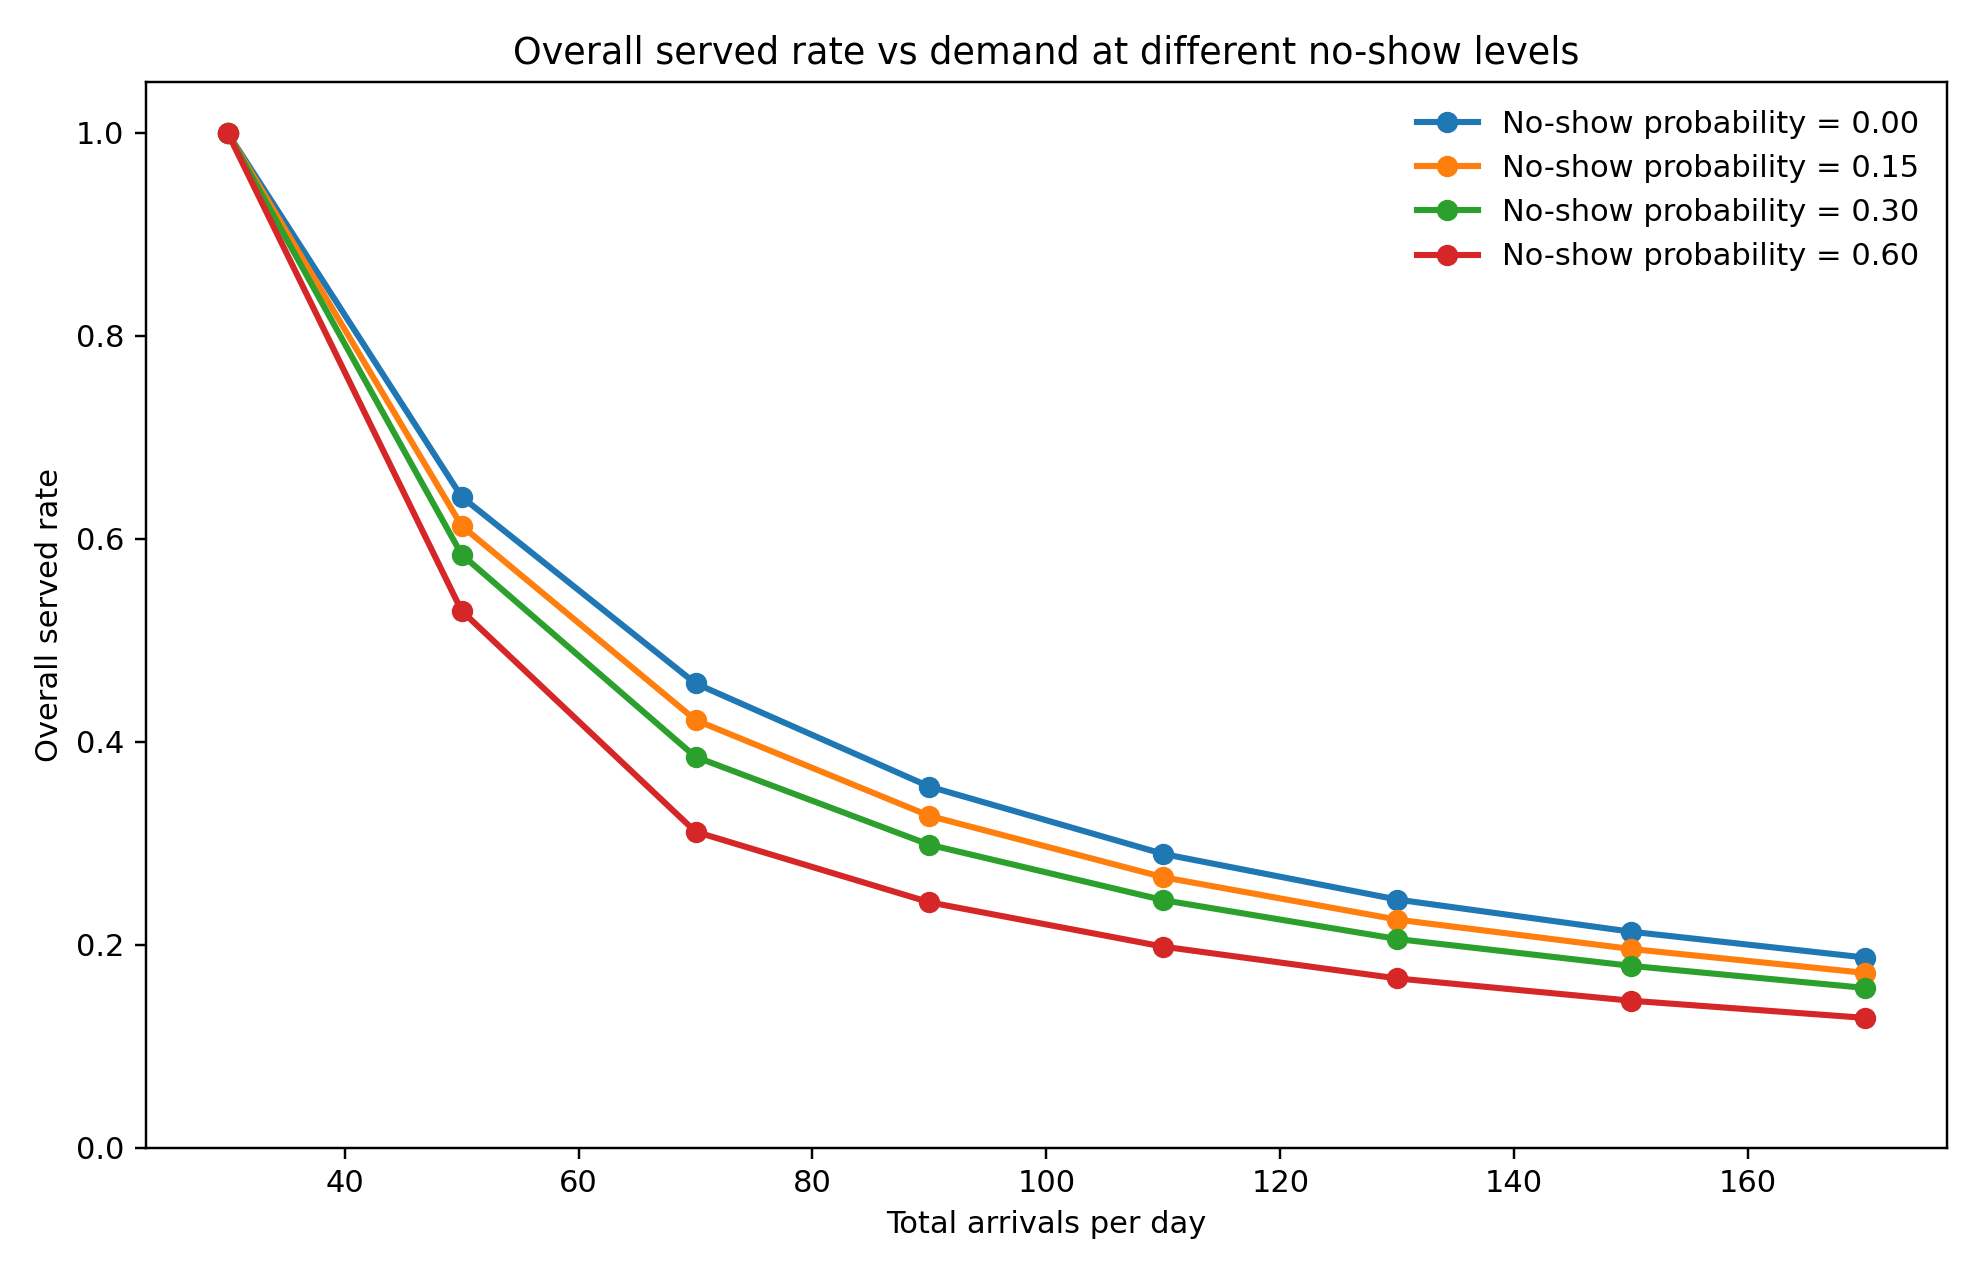 Overall served rate vs demand at different no-show levels
No-show probability = 0.00
No-show probability = 0.15
No-show probability = 0.30
No-show probability = 0.60
Overall served rate
1.0
0.8
0.6
0.4
0.2
0.0
40 60 80 100 120 140 160
Total arrivals per day